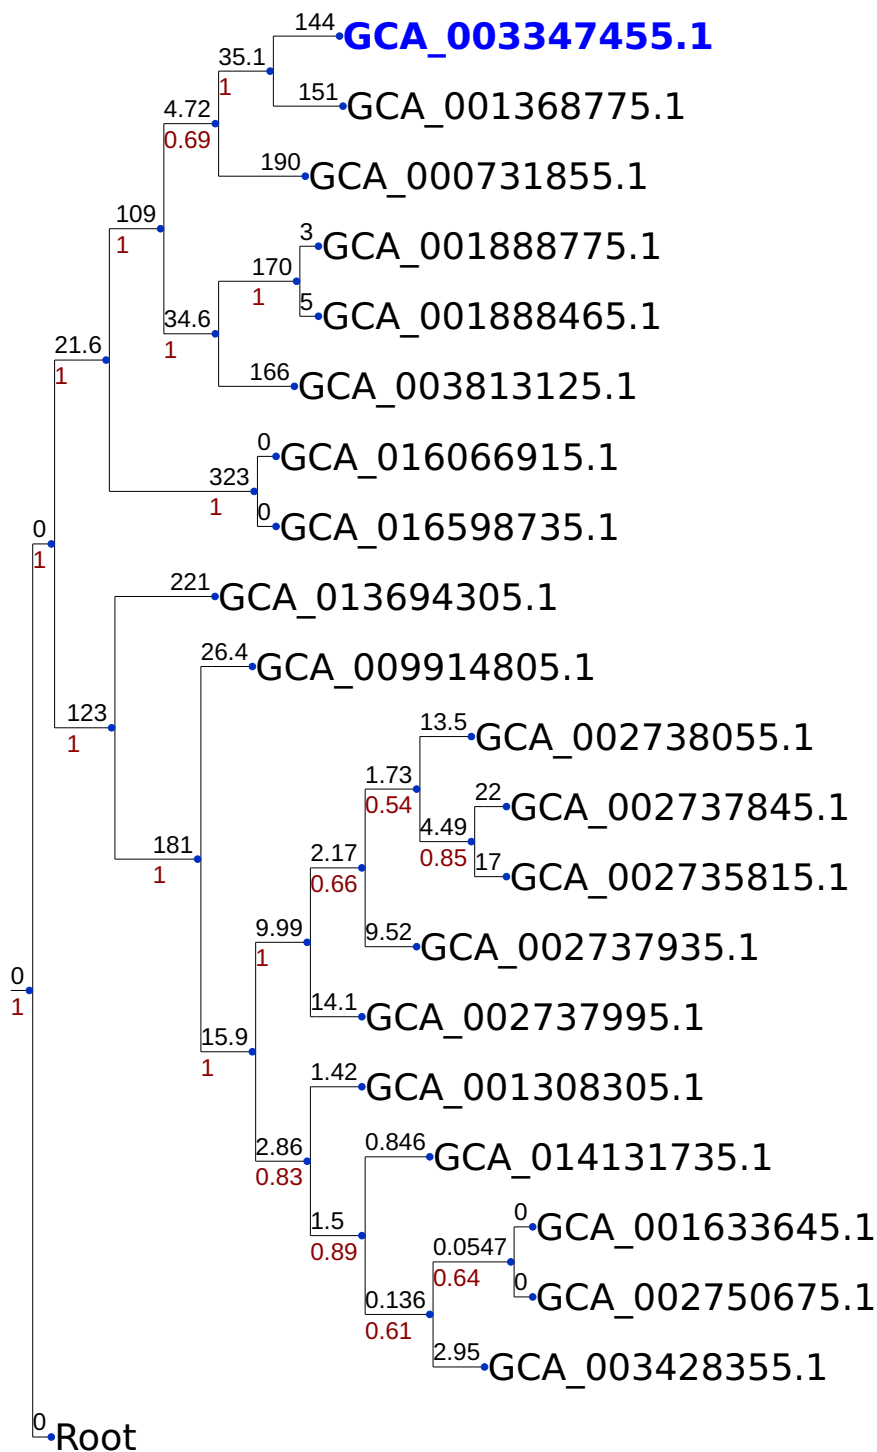 144
GCA_003347455.1
35.1
1
151
GCA_001368775.1
4.72
0.69
190
GCA_000731855.1
109
1
3
GCA_001888775.1
170
1
5
GCA_001888465.1
34.6
1
166
GCA_003813125.1
21.6
1
0
GCA_016066915.1
323
1
0
GCA_016598735.1
0
1
221
GCA_013694305.1
26.4
GCA_009914805.1
123
1
13.5
GCA_002738055.1
1.73
0.54
22
GCA_002737845.1
4.49
0.85
17
GCA_002735815.1
181
1
2.17
0.66
9.99
1
9.52
GCA_002737935.1
0
1
14.1
GCA_002737995.1
15.9
1
1.42
GCA_001308305.1
2.86
0.83
0.846
GCA_014131735.1
1.5
0.89
0
GCA_001633645.1
0.0547
0.64
0
GCA_002750675.1
0.136
0.61
2.95
GCA_003428355.1
0
Root